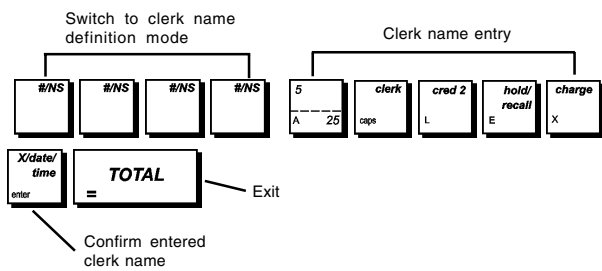 Switch to clerk name
definition mode
Clerk name entry
#/NS
#/NS
#/NS
#/NS
5
A 25
clerk
caps
cred 2
L
hold/
recall
E
charge
X
X/date/
time
enter
TOTAL
=
Exit
Confirm entered
clerk name